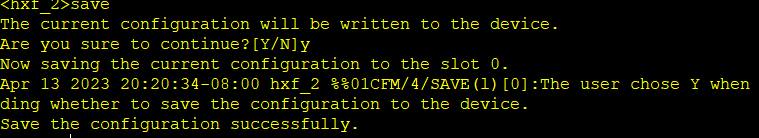 <hxf_2>save
The current configuration will be written to the device.
Are you sure to continue?[Y/N]y
Now saving the current configuration to the slot 0.
Apr 13 2023 20:20:34-08:00 hxf_2 %%01CFM/4/SAVE(l)[0]:The user chose Y when
ding whether to save the configuration to the device.
Save the configuration successfully.